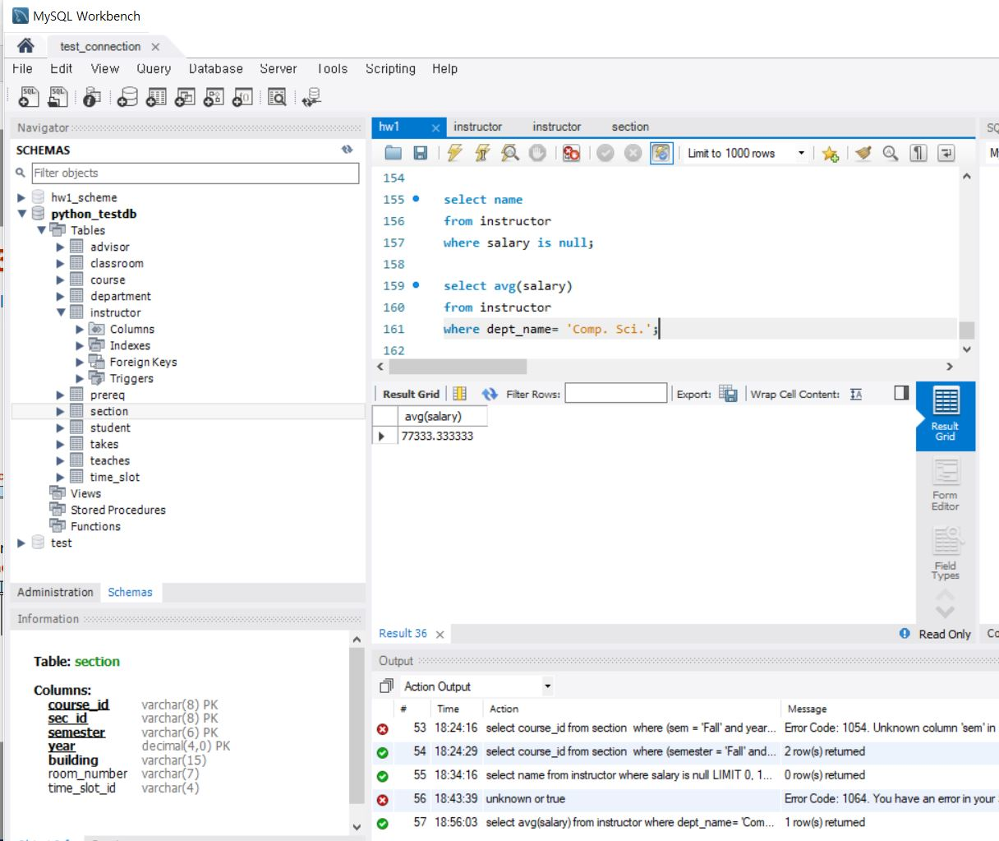 MySQL Workbench
test_connection
File Edit View Query Database Server Tools Scripting Help
Navigator
SCHEMAS
Filter objects
hw1_scheme
python_testdb
Tables
advisor
classroom
course
department
instructor
Columns
Indexes
Foreign Keys
Triggers
prereq
section
student
takes
teaches
time_slot
Views
Stored Procedures
Functions
test
Administration Schemas
Information
Table: section
Columns:
course_id varchar(8) PK
sec_id varchar(8) PK
semester varchar(6) PK
year decimal(4,0) PK
building varchar(15)
room_number varchar(7)
time_slot_id varchar(4)
hw1 instructor instructor section
Limit to 1000 rows
154
155 select name
156 from instructor
157 where salary is null;
158
159 select avg(salary)
160 from instructor
161 where dept_name= 'Comp. Sci.';
162
Result Grid Filter Rows: Export: Wrap Cell Content:
avg(salary)
77333.333333
Result
Grid
Form
Editor
Field
Types
Result 36 Read Only
Output
Action Output
# Time Action Message
53 18:24:16 select course_id from section where (sem = 'Fall' and year... Error Code: 1054. Unknown column 'sem' in
54 18:24:29 select course_id from section where (semester = 'Fall' and... 2 row(s) returned
55 18:34:16 select name from instructor where salary is null LIMIT 0, 1... 0 row(s) returned
56 18:43:39 unknown or true Error Code: 1064. You have an error in your
57 18:56:03 select avg(salary) from instructor where dept_name= 'Com... 1 row(s) returned